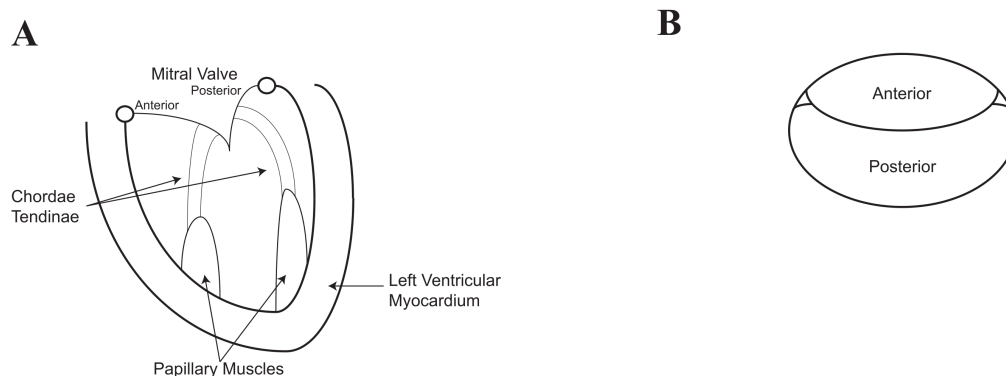 A
B
Mitral Valve
Posterior
Anterior
Anterior
Posterior
Chordae
Tendinae
Left Ventricular
Myocardium
Papillary Muscles